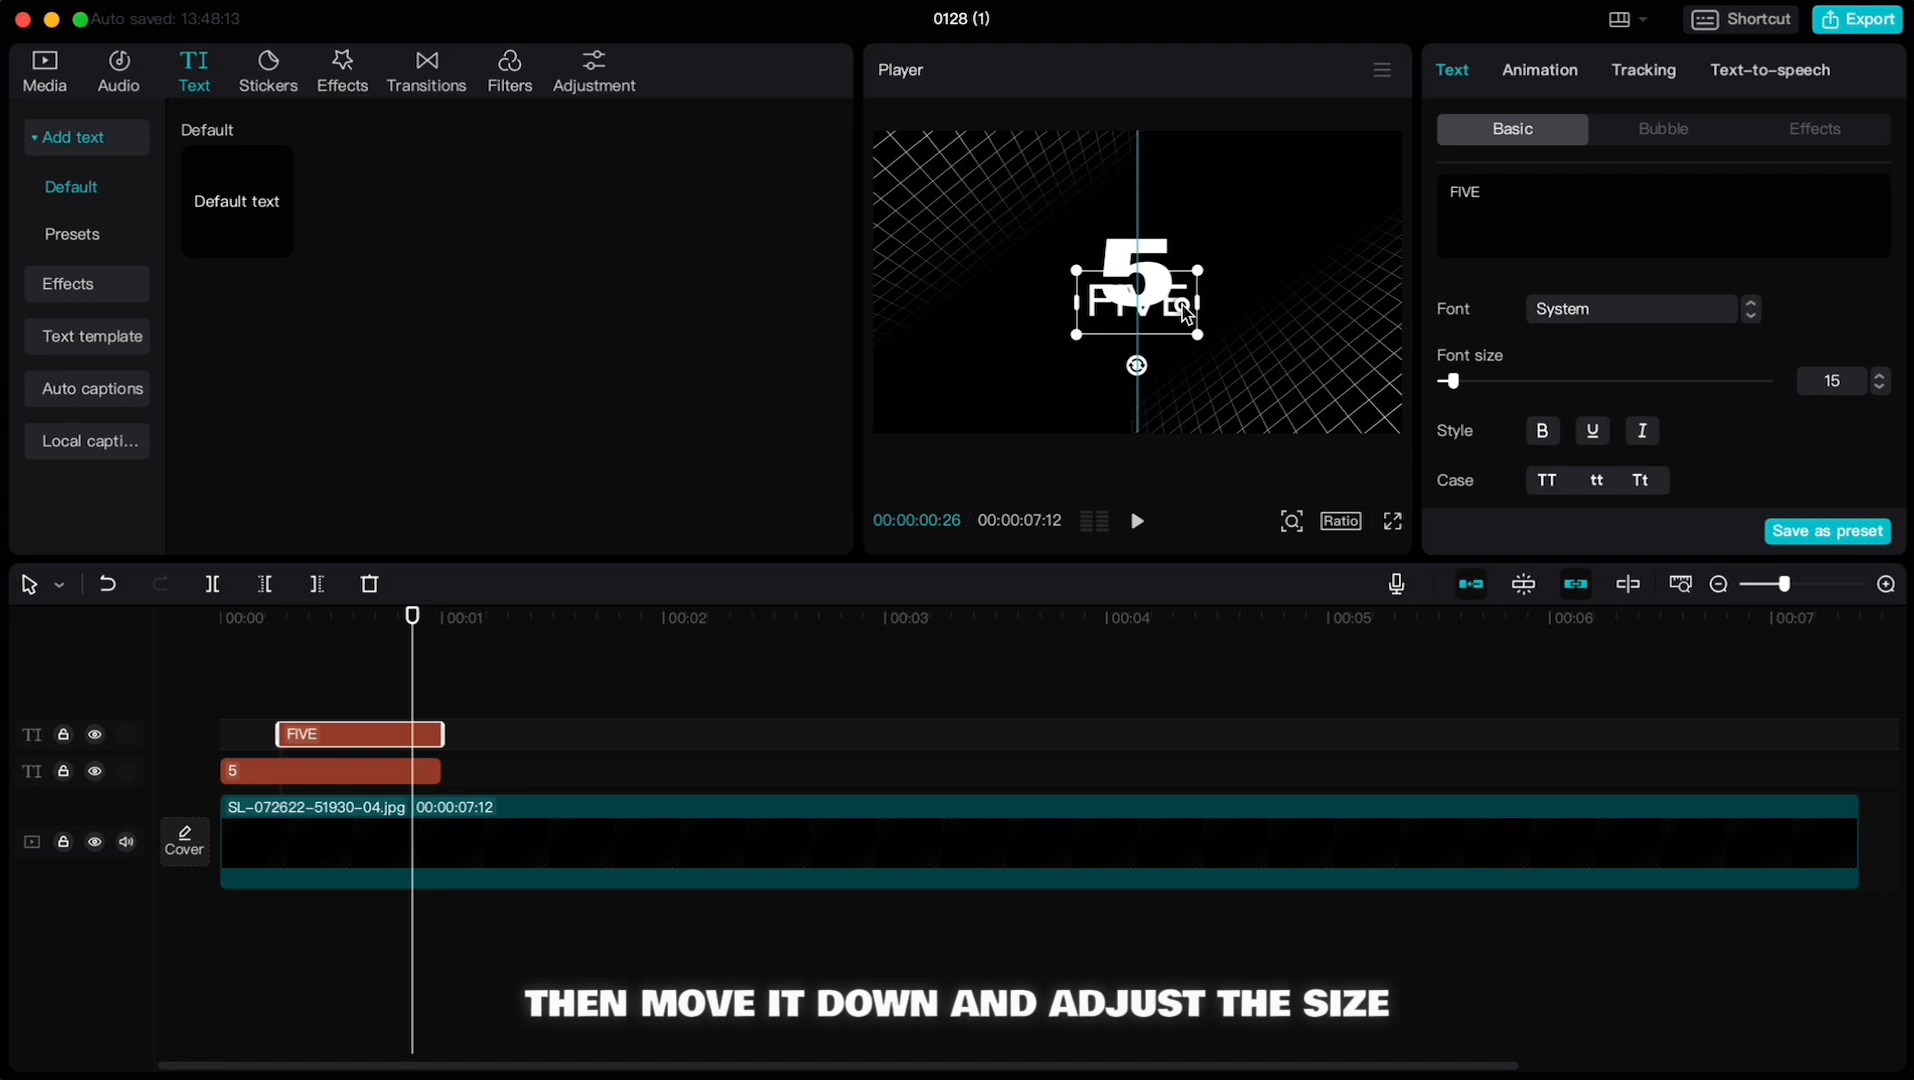 Auto saved: 13:48:13
0128 (1)
Shortcut
Export
Media
Audio
TI
Text
Stickers
Effects
Transitions
Filters
Adjustment
Add text
Default
Presets
Effects
Text template
Auto captions
Local capti...
Default
Default text
Player
5
FIVE
00:00:00:26
00:00:07:12
Ratio
Text
Animation
Tracking
Text-to-speech
Basic
Bubble
Effects
FIVE
Font
System
Font size
15
Style
B
U
I
Case
TT
tt
Tt
Save as preset
00:00
00:01
00:02
00:03
00:04
00:05
00:06
00:07
TI
FIVE
TI
5
SL-072622-51930-04.jpg
00:00:07:12
Cover
THEN MOVE IT DOWN AND ADJUST THE SIZE